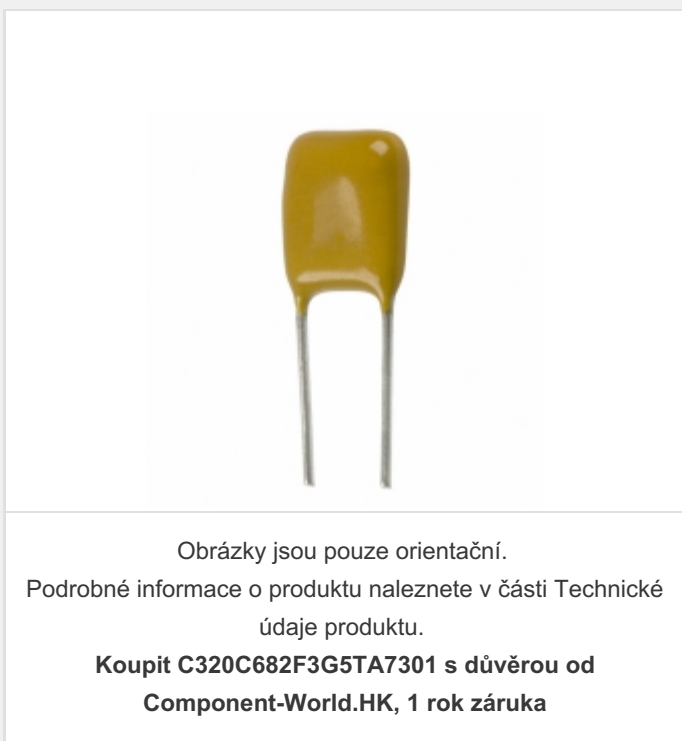 Obrázky jsou pouze orientační.
Podrobné informace o produktu naleznete v části Technické
údaje produktu.
Koupit C320C682F3G5TA7301 s důvěrou od
Component-World.HK, 1 rok záruka